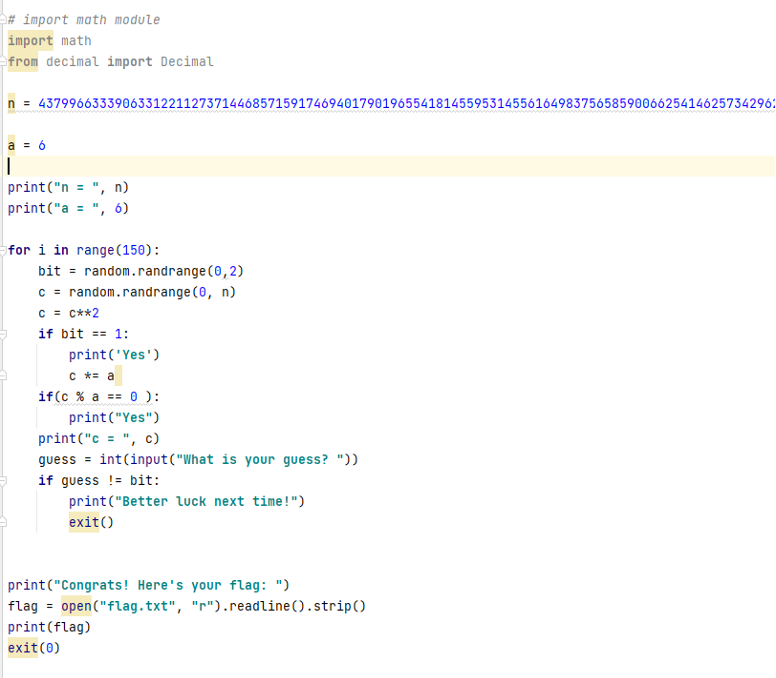 # import math module
import math
from decimal import Decimal
n = 4379966333906331221127371446857159174694017901965541814559531455616498375658590066254146257342962
a = 6
print("n = ", n)
print("a = ", 6)
for i in range(150):
bit = random.randrange(0,2)
c = random.randrange(0, n)
c = c**2
if bit == 1:
print('Yes')
c *= a
if(c % a == 0 ):
print("Yes")
print("c = ", c)
guess = int(input("What is your guess? "))
if guess != bit:
print("Better luck next time!")
exit()
print("Congrats! Here's your flag: ")
flag = open("flag.txt", "r").readline().strip()
print(flag)
exit(0)